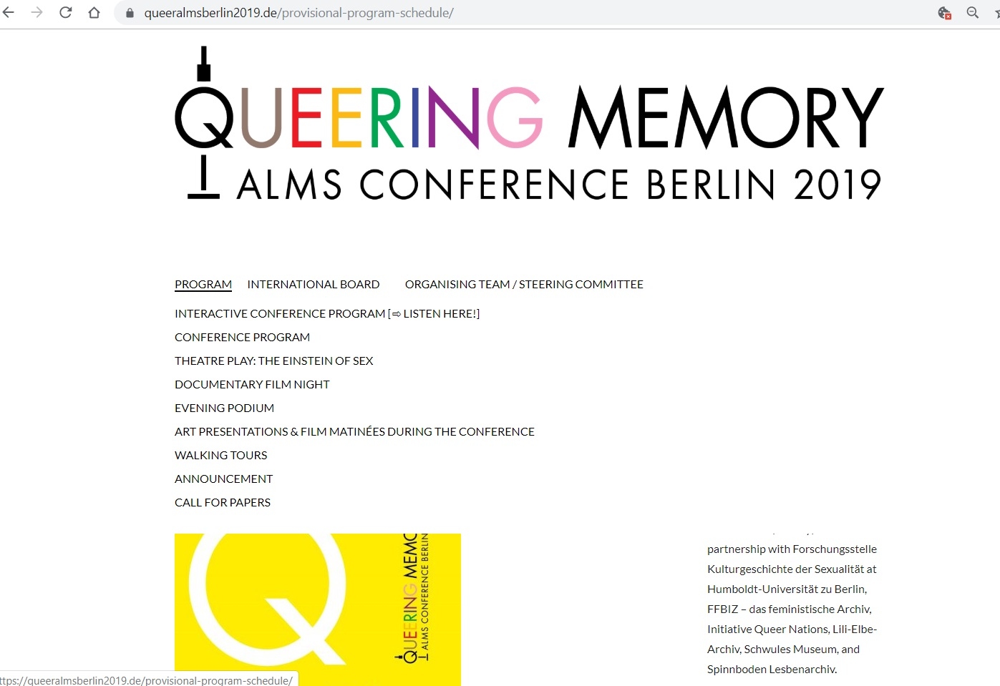 queeralmsberlin2019.de/provisional-program-schedule/
QUEERING MEMORY
ALMS CONFERENCE BERLIN 2019
PROGRAM INTERNATIONAL BOARD ORGANISING TEAM / STEERING COMMITTEE
INTERACTIVE CONFERENCE PROGRAM [⇨ LISTEN HERE!]
CONFERENCE PROGRAM
THEATRE PLAY: THE EINSTEIN OF SEX
DOCUMENTARY FILM NIGHT
EVENING PODIUM
ART PRESENTATIONS & FILM MATINÉES DURING THE CONFERENCE
WALKING TOURS
ANNOUNCEMENT
CALL FOR PAPERS
Q
QUEERING MEMO
ALMS CONFERENCE BERLIN
partnership with Forschungsstelle
Kulturgeschichte der Sexualität at
Humboldt-Universität zu Berlin,
FFBIZ – das feministische Archiv,
Initiative Queer Nations, Lili-Elbe-
Archiv, Schwules Museum, and
Spinnboden Lesbenarchiv.
ttps://queeralmsberlin2019.de/provisional-program-schedule/